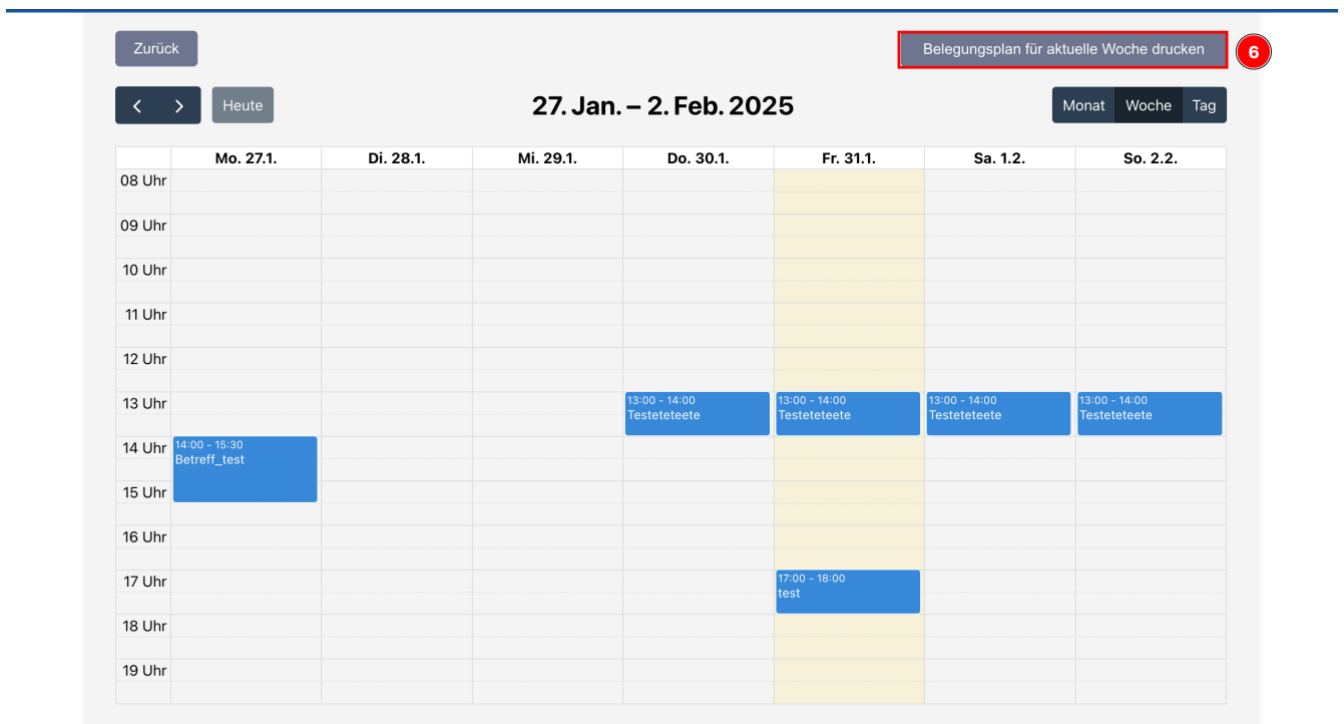 Zurück
Belegungsplan für aktuelle Woche drucken
6
Heute
27. Jan. – 2. Feb. 2025
Monat Woche Tag
Mo. 27.1. Di. 28.1. Mi. 29.1. Do. 30.1. Fr. 31.1. Sa. 1.2. So. 2.2.
08 Uhr
09 Uhr
10 Uhr
11 Uhr
12 Uhr
13 Uhr
13:00 - 14:00 13:00 - 14:00 13:00 - 14:00 13:00 - 14:00
Testeteteete Testeteteete Testeteteete Testeteteete
14 Uhr
14:00 - 15:30
Betreff_test
15 Uhr
16 Uhr
17 Uhr
17:00 - 18:00
test
18 Uhr
19 Uhr